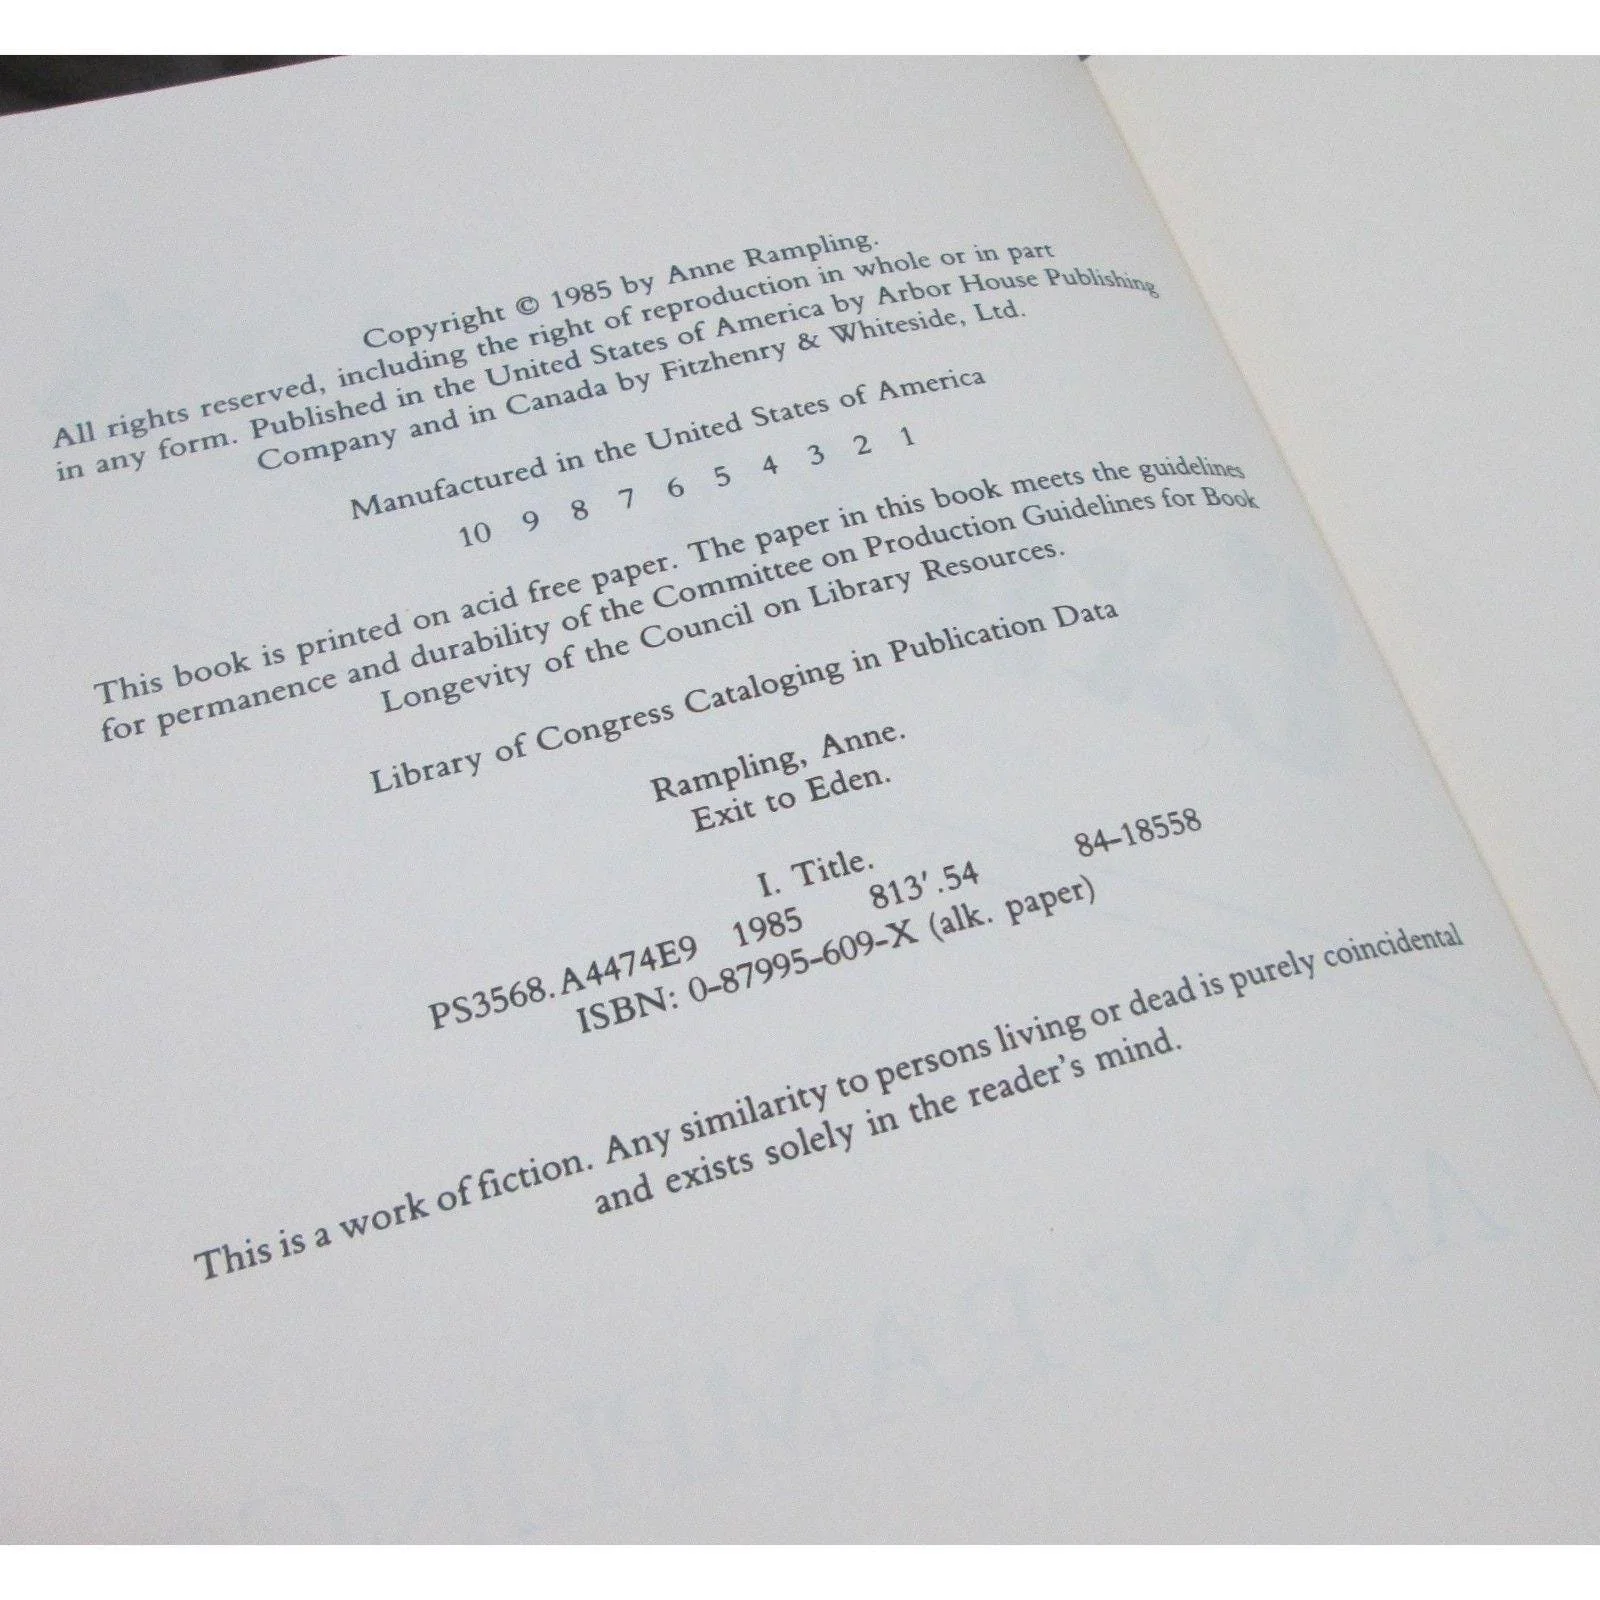 Copyright © 1985 by Anne Rampling.
All rights reserved, including the right of reproduction in whole or in part
in any form. Published in the United States of America by Arbor House Publishing
Company and in Canada by Fitzhenry & Whiteside, Ltd.
Manufactured in the United States of America
10 9 8 7 6 5 4 3 2 1
This book is printed on acid free paper. The paper in this book meets the guidelines
for permanence and durability of the Committee on Production Guidelines for Book
Longevity of the Council on Library Resources.
Library of Congress Cataloging in Publication Data
Rampling, Anne.
Exit to Eden.
I. Title.
PS3568.A4474E9 1985 813'.54 84-18558
ISBN: 0-87995-609-X (alk. paper)
This is a work of fiction. Any similarity to persons living or dead is purely coincidental
and exists solely in the reader's mind.